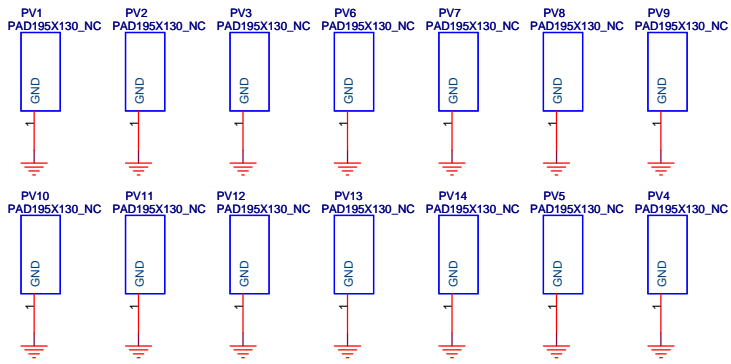 PV1 PV2 PV3 PV6 PV7 PV8 PV9
PAD195X130_NC PAD195X130_NC PAD195X130_NC PAD195X130_NC PAD195X130_NC PAD195X130_NC PAD195X130_NC
GND GND GND GND GND GND GND
1 1 1 1 1 1 1
PV10 PV11 PV12 PV13 PV14 PV5 PV4
PAD195X130_NC PAD195X130_NC PAD195X130_NC PAD195X130_NC PAD195X130_NC PAD195X130_NC PAD195X130_NC
GND GND GND GND GND GND GND
1 1 1 1 1 1 1